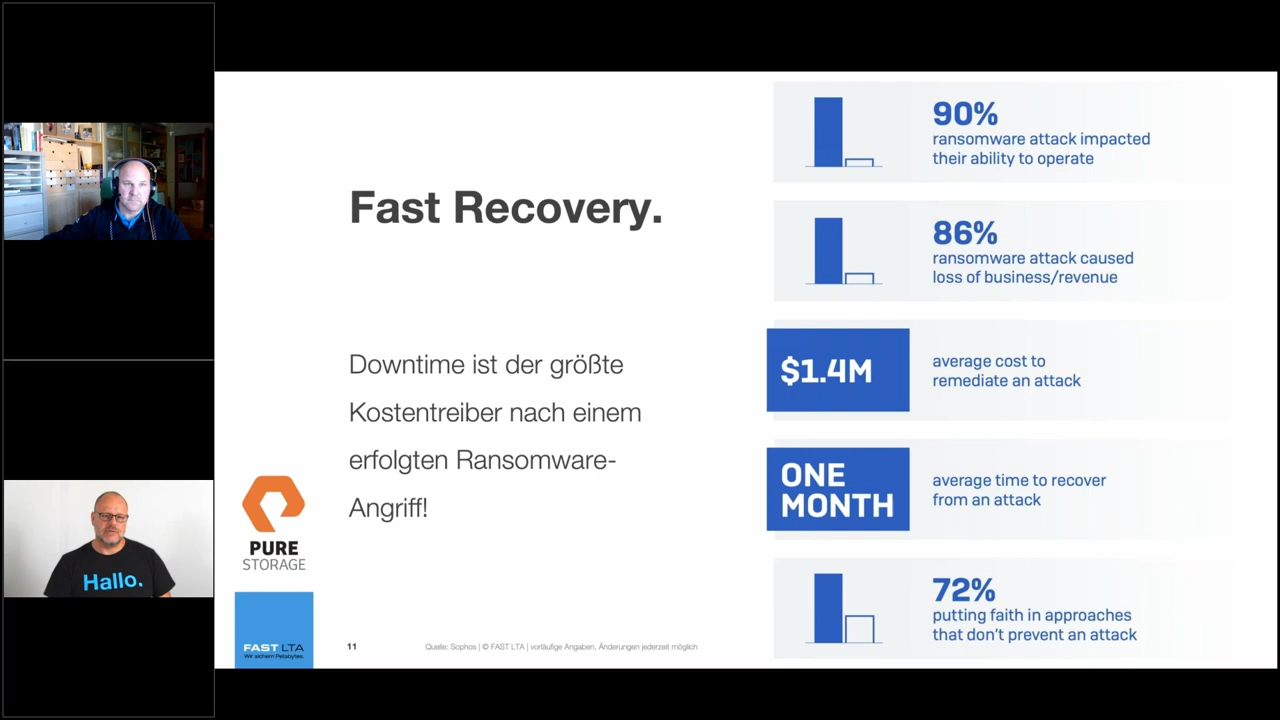 Fast Recovery.
Downtime ist der größte
Kostentreiber nach einem
erfolgten Ransomware-
Angriff!
90%
ransomware attack impacted
their ability to operate
86%
ransomware attack caused
loss of business/revenue
$1.4M
average cost to
remediate an attack
ONE
MONTH
average time to recover
from an attack
72%
putting faith in approaches
that don't prevent an attack
PURE
STORAGE
FAST LTA
Wir sichern Petabytes.
11
Quelle: Sophos | © FAST LTA | vorläufige Angaben, Änderungen jederzeit möglich
Hallo.